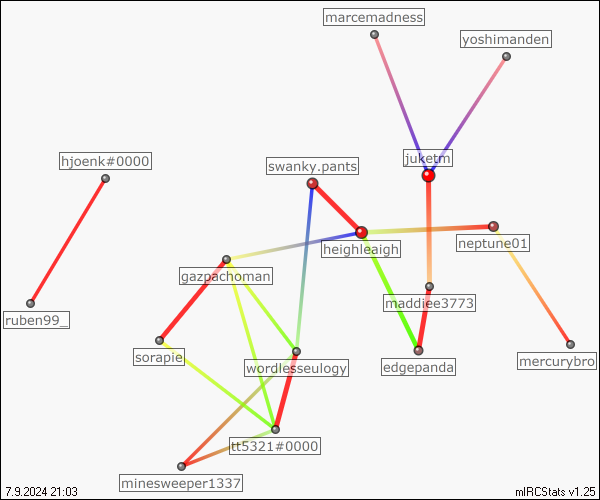 marcemadness
yoshimanden
hjoenk#0000
swanky.pants
juketm
heighleaigh
neptune01
gazpachoman
maddiee3773
ruben99_
sorapie
wordlesseulogy
edgepanda
mercurybro
tt5321#0000
minesweeper1337
7.9.2024 21:03
mIRCStats v1.25